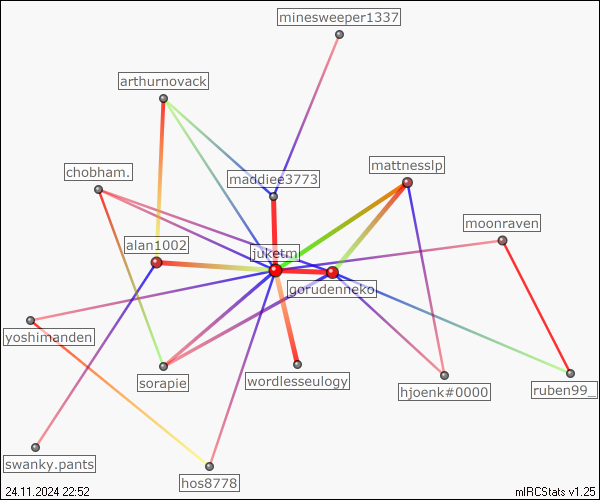 minesweeper1337
arthurnovack
mattnesslp
chobham.
maddiee3773
moonraven
alan1002
juketm
gorudenneko
yoshimanden
sorapie
wordlesseulogy
hjoenk#0000
ruben99_
swanky.pants
hos8778
24.11.2024 22:52
mIRCStats v1.25